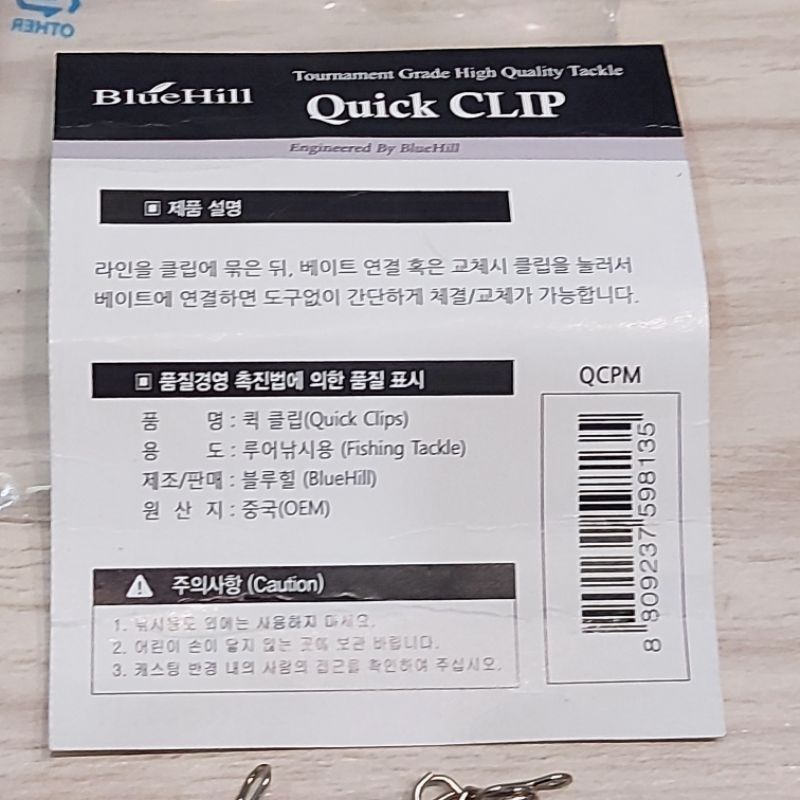 OTHER
BlueHill
Tournament Grade High Quality Tackle
Quick CLIP
Engineered By BlueHill
▣ 제품 설명
라인을 클립에 묶은 뒤, 베이트 연결 혹은 교체시 클립을 눌러서
베이트에 연결하면 도구없이 간단하게 체결/교체가 가능합니다.
▣ 품질경영 촉진법에 의한 품질 표시
품 명 : 퀵 클립(Quick Clips)
용 도 : 루어낚시용 (Fishing Tackle)
제조/판매 : 블루힐 (BlueHill)
원 산 지 : 중국(OEM)
QCPM
8 809237 598135
주의사항 (Caution)
1. 낚시용도 외에는 사용하지 마세요.
2. 어린이 손이 닿지 않는 곳에 보관 바랍니다.
3. 캐스팅 반경 내의 사람의 접근을 확인하여 주십시오.